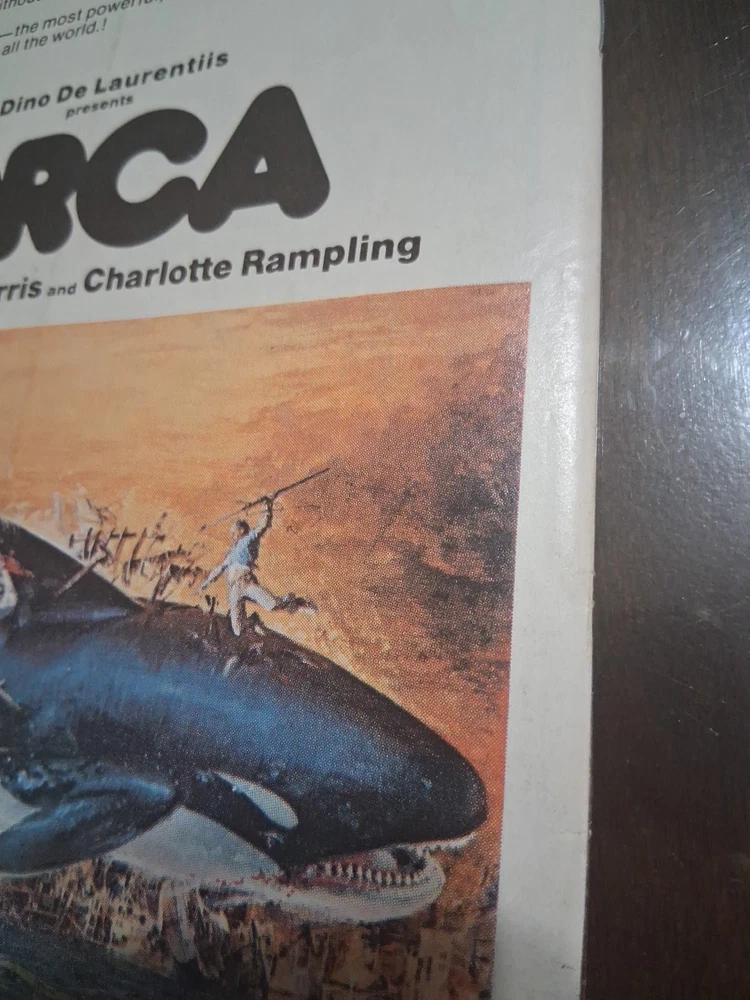 —the most powerful
all the world.!
Dino De Laurentiis
presents
RCA
rris and Charlotte Rampling